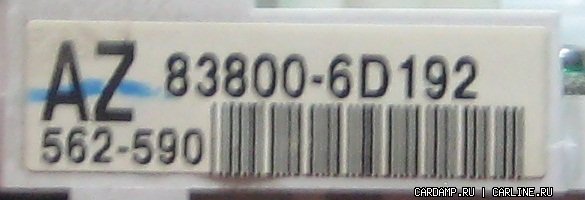 AZ 83800-6D192
562-590
CARDAMP.RU | CARLINE.RU